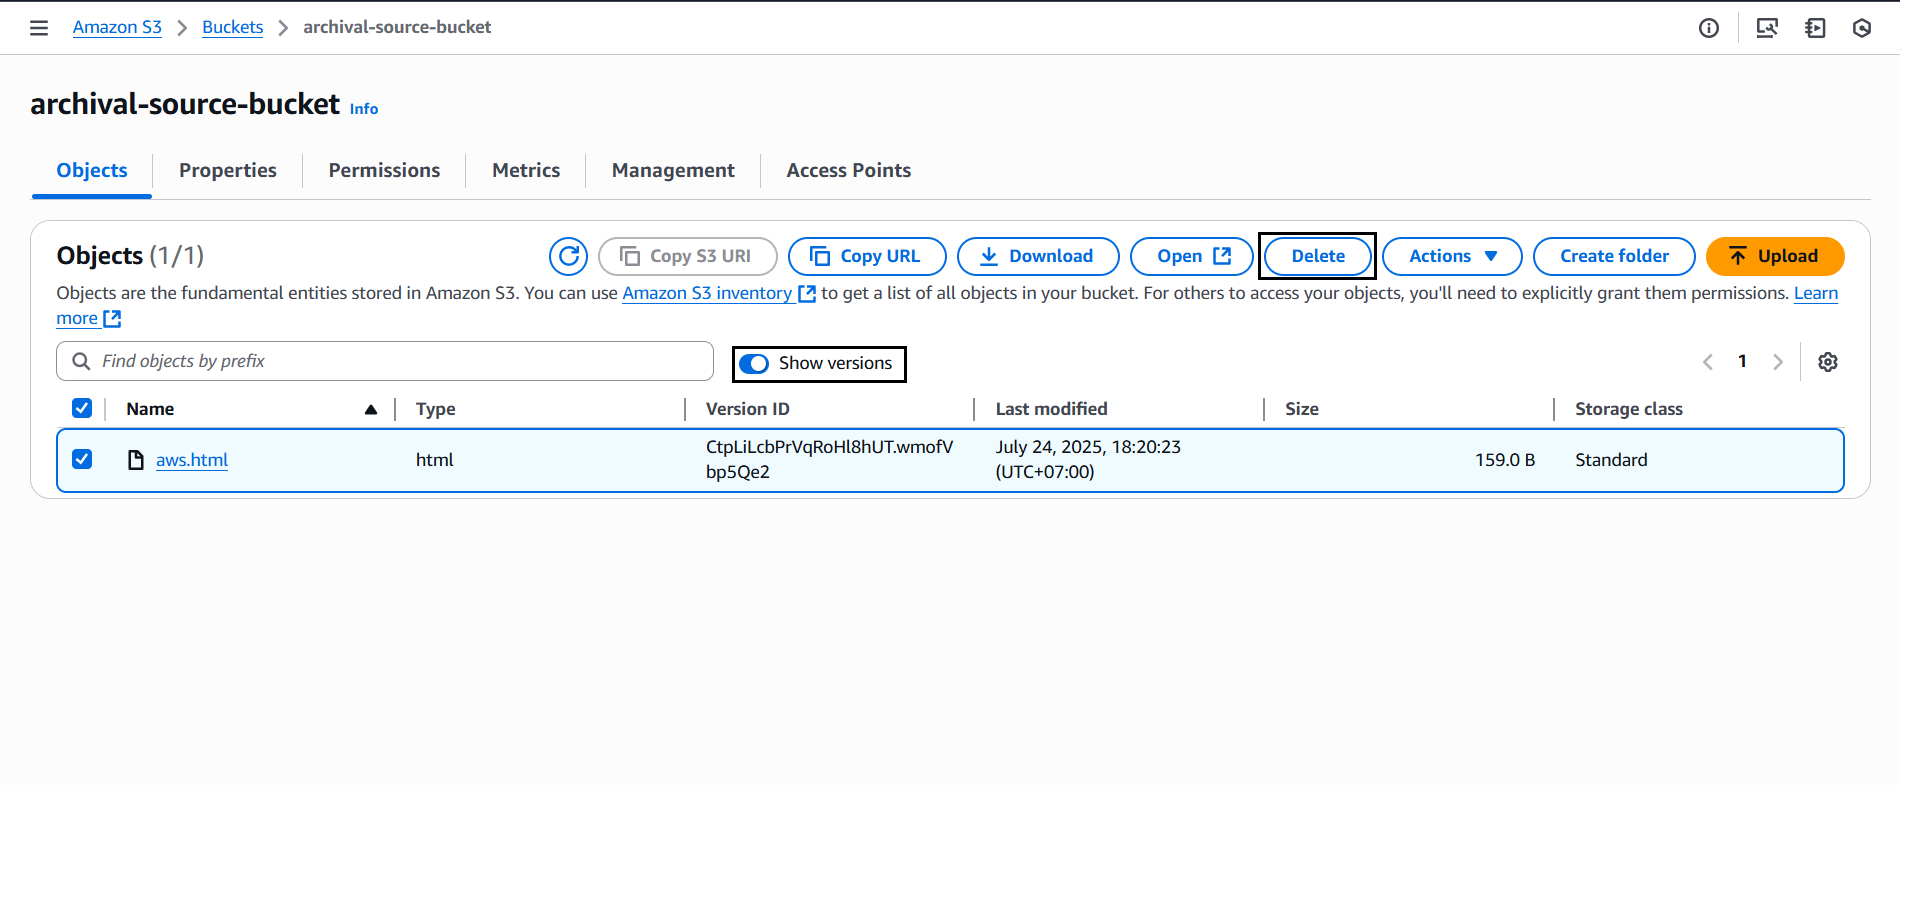 Amazon S3 > Buckets > archival-source-bucket
archival-source-bucket Info
Objects Properties Permissions Metrics Management Access Points
Objects (1/1) Copy S3 URI Copy URL Download Open Delete Actions Create folder Upload
Objects are the fundamental entities stored in Amazon S3. You can use Amazon S3 inventory to get a list of all objects in your bucket. For others to access your objects, you'll need to explicitly grant them permissions. Learn
more
Find objects by prefix Show versions 1
Name Type Version ID Last modified Size Storage class
aws.html html CtpLiLcbPrVqRoHl8hUT.wmofV July 24, 2025, 18:20:23 159.0 B Standard
bp5Qe2 (UTC+07:00)